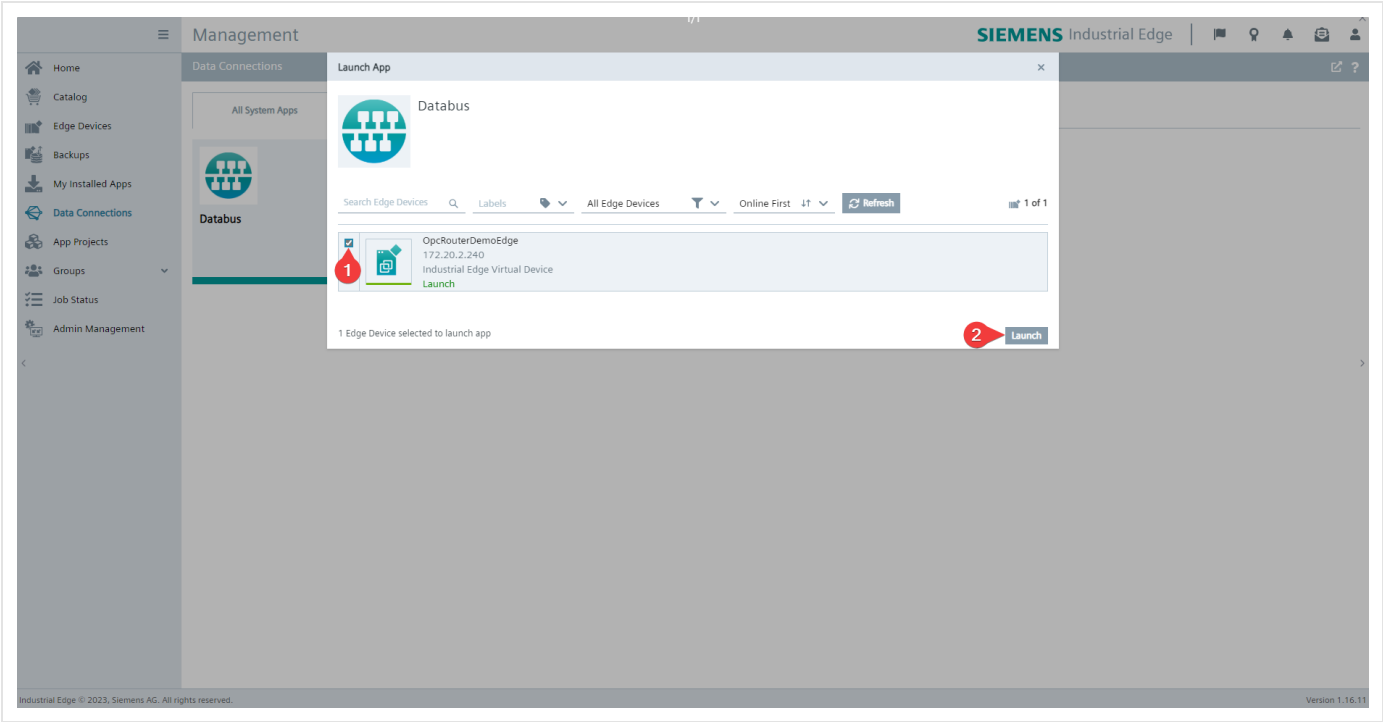 1/1
Management
SIEMENS Industrial Edge
Home
Catalog
Edge Devices
Backups
My Installed Apps
Data Connections
App Projects
Groups
Job Status
Admin Management
Data Connections
?
All System Apps
Databus
Launch App
×
Databus
Search Edge Devices Labels All Edge Devices Online First Refresh 1 of 1
OpcRouterDemoEdge
172.20.2.240
Industrial Edge Virtual Device
Launch
1
1 Edge Device selected to launch app
2 Launch
Industrial Edge © 2023, Siemens AG. All rights reserved. Version 1.16.11